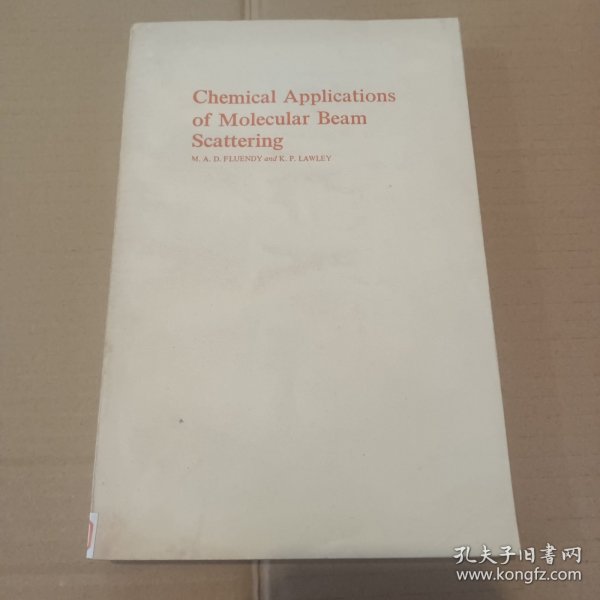 Chemical Applications
of Molecular Beam
Scattering
M. A. D. FLUENDY and K. P. LAWLEY
孔夫子旧书网
www.kongfz.com